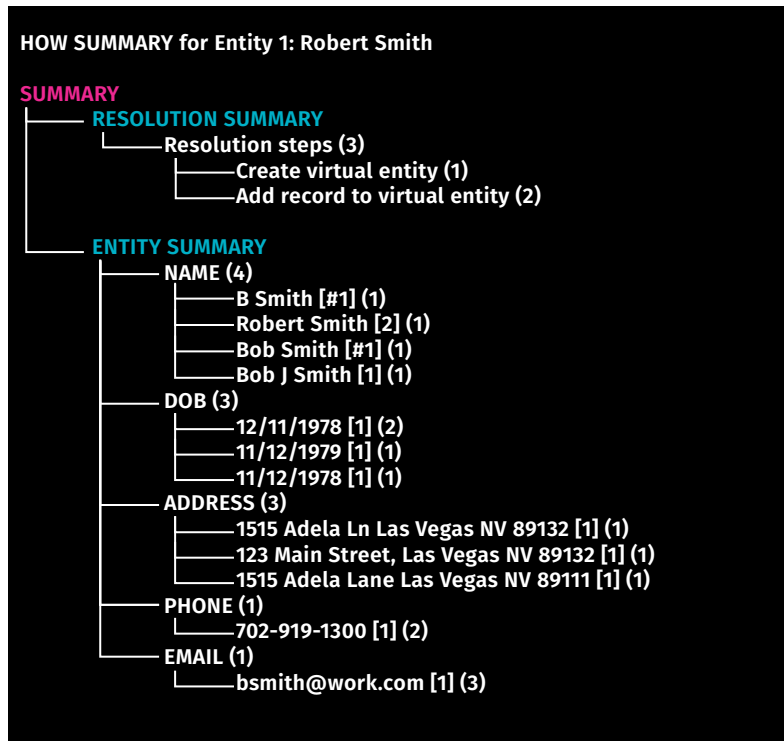 HOW SUMMARY for Entity 1: Robert Smith
SUMMARY
RESOLUTION SUMMARY
Resolution steps (3)
Create virtual entity (1)
Add record to virtual entity (2)
ENTITY SUMMARY
NAME (4)
B Smith [#1] (1)
Robert Smith [2] (1)
Bob Smith [#1] (1)
Bob J Smith [1] (1)
DOB (3)
12/11/1978 [1] (2)
11/12/1979 [1] (1)
11/12/1978 [1] (1)
ADDRESS (3)
1515 Adela Ln Las Vegas NV 89132 [1] (1)
123 Main Street, Las Vegas NV 89132 [1] (1)
1515 Adela Lane Las Vegas NV 89111 [1] (1)
PHONE (1)
702-919-1300 [1] (2)
EMAIL (1)
bsmith@work.com [1] (3)